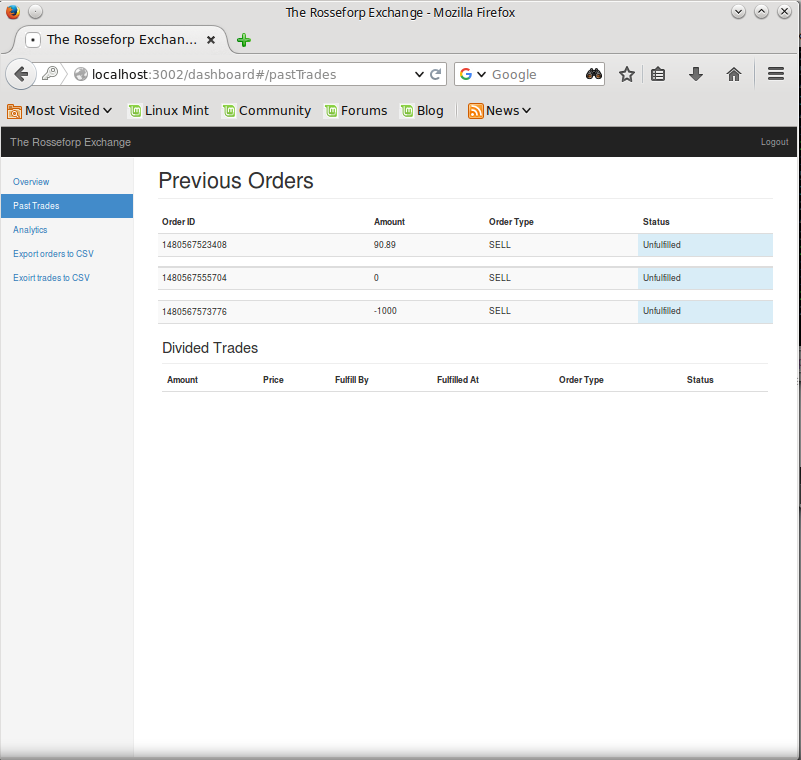 The Rosseforp Exchange - Mozilla Firefox
The Rosseforp Exchan...
localhost:3002/dashboard#/pastTrades
Google
Most Visited
Linux Mint
Community
Forums
Blog
News
The Rosseforp Exchange
Logout
Overview
Past Trades
Analytics
Export orders to CSV
Exoirt trades to CSV
Previous Orders
Order ID Amount Order Type Status
1480567523408 90.89 SELL Unfulfilled
1480567555704 0 SELL Unfulfilled
1480567573776 -1000 SELL Unfulfilled
Divided Trades
Amount Price Fulfill By Fulfilled At Order Type Status